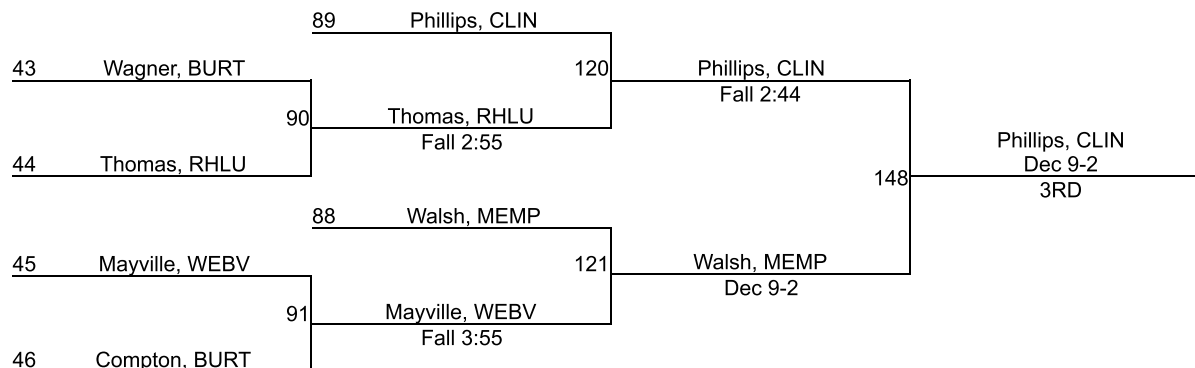 89 Phillips, CLIN
43 Wagner, BURT
120 Phillips, CLIN
Fall 2:44
90 Thomas, RHLU
Fall 2:55
Phillips, CLIN
44 Thomas, RHLU
Dec 9-2
148
3RD
88 Walsh, MEMP
45 Mayville, WEBV
121 Walsh, MEMP
Dec 9-2
91 Mayville, WEBV
Fall 3:55
46 Compton, BURT